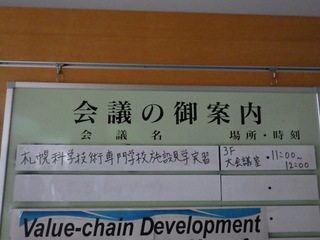 会議の御案内
会議名 場所・時刻
札幌科学技術専門学校施設見学実習 3F 大会議室 ・11:00~12:00
Value-chain Development